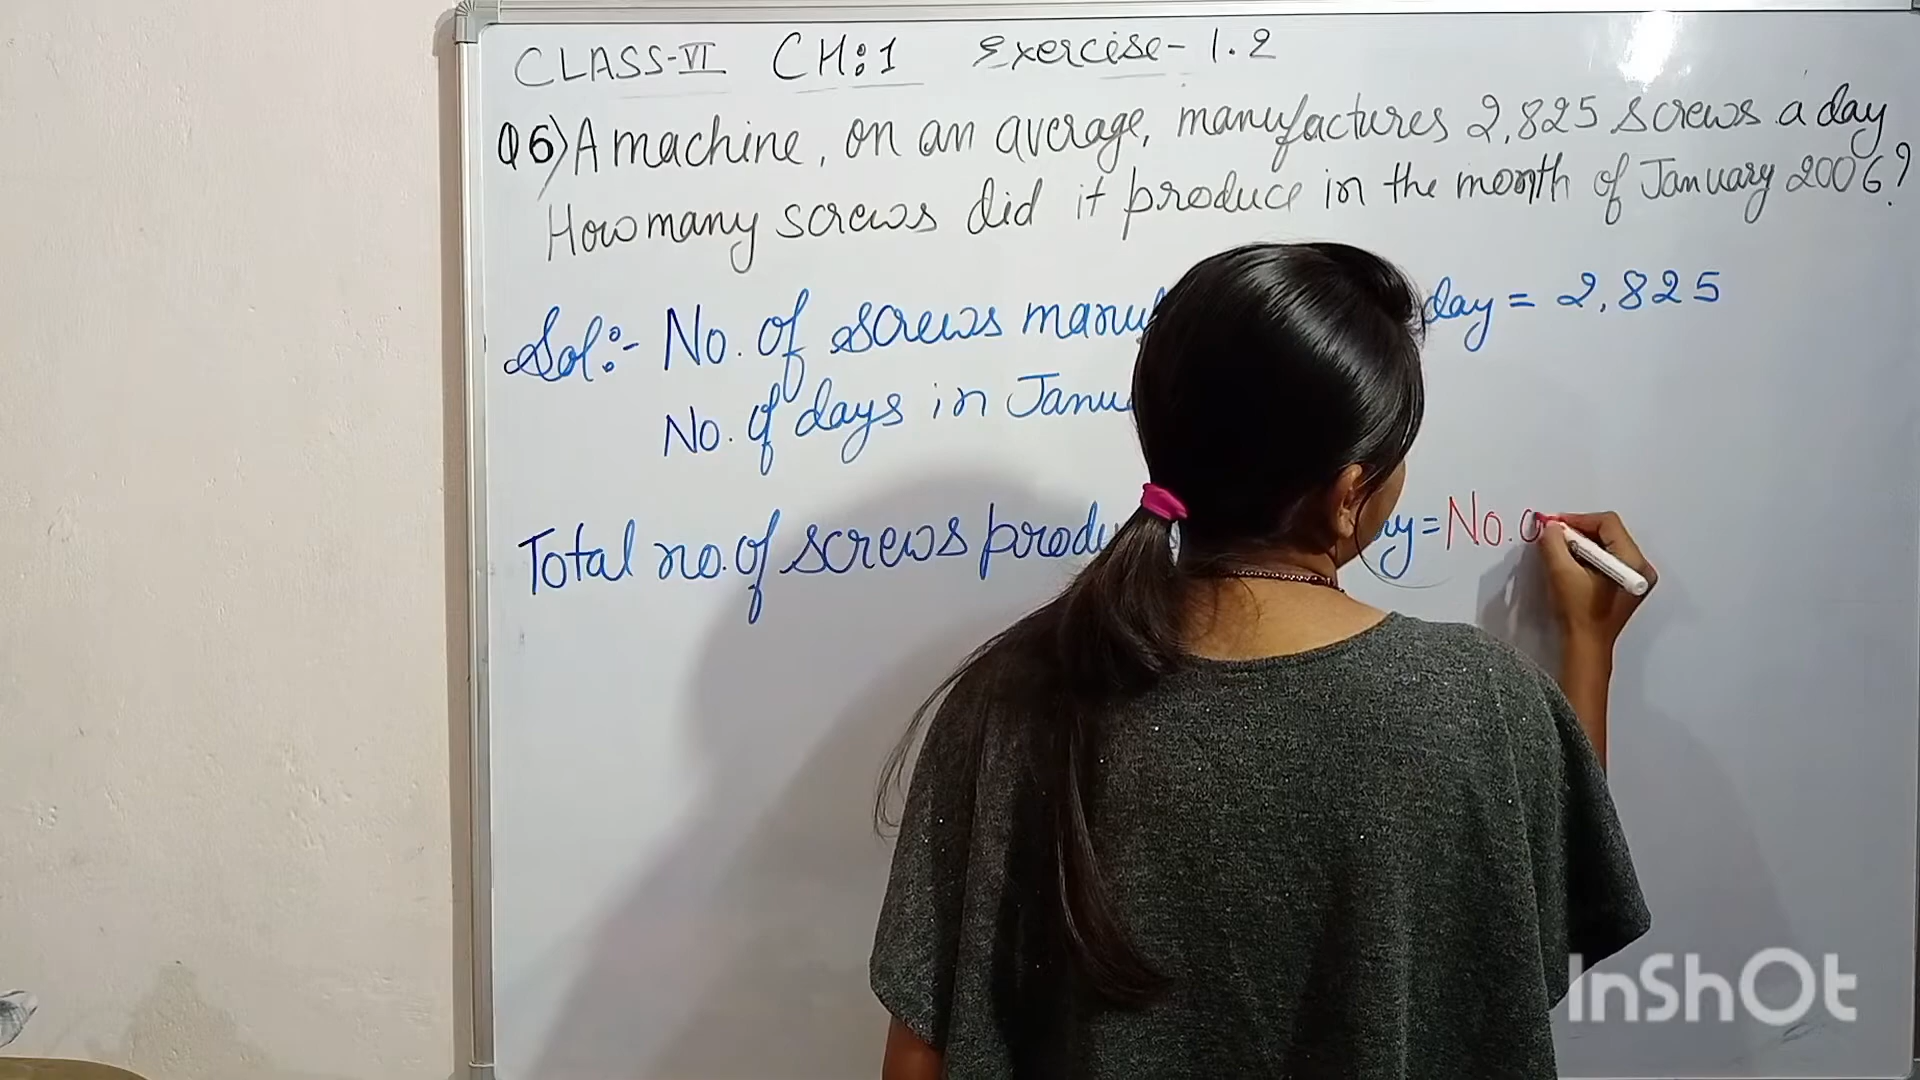 CLASS-VI CH:1 Exercise-1.2
Q6) A machine, on an average, manufactures 2,825 screws a day
How many screws did it produce in the month of January 2006?
Sol:- No. of screws manuf day = 2,825
No. of days in Janu
Total no. of screws produ ry = No. o
InShOt